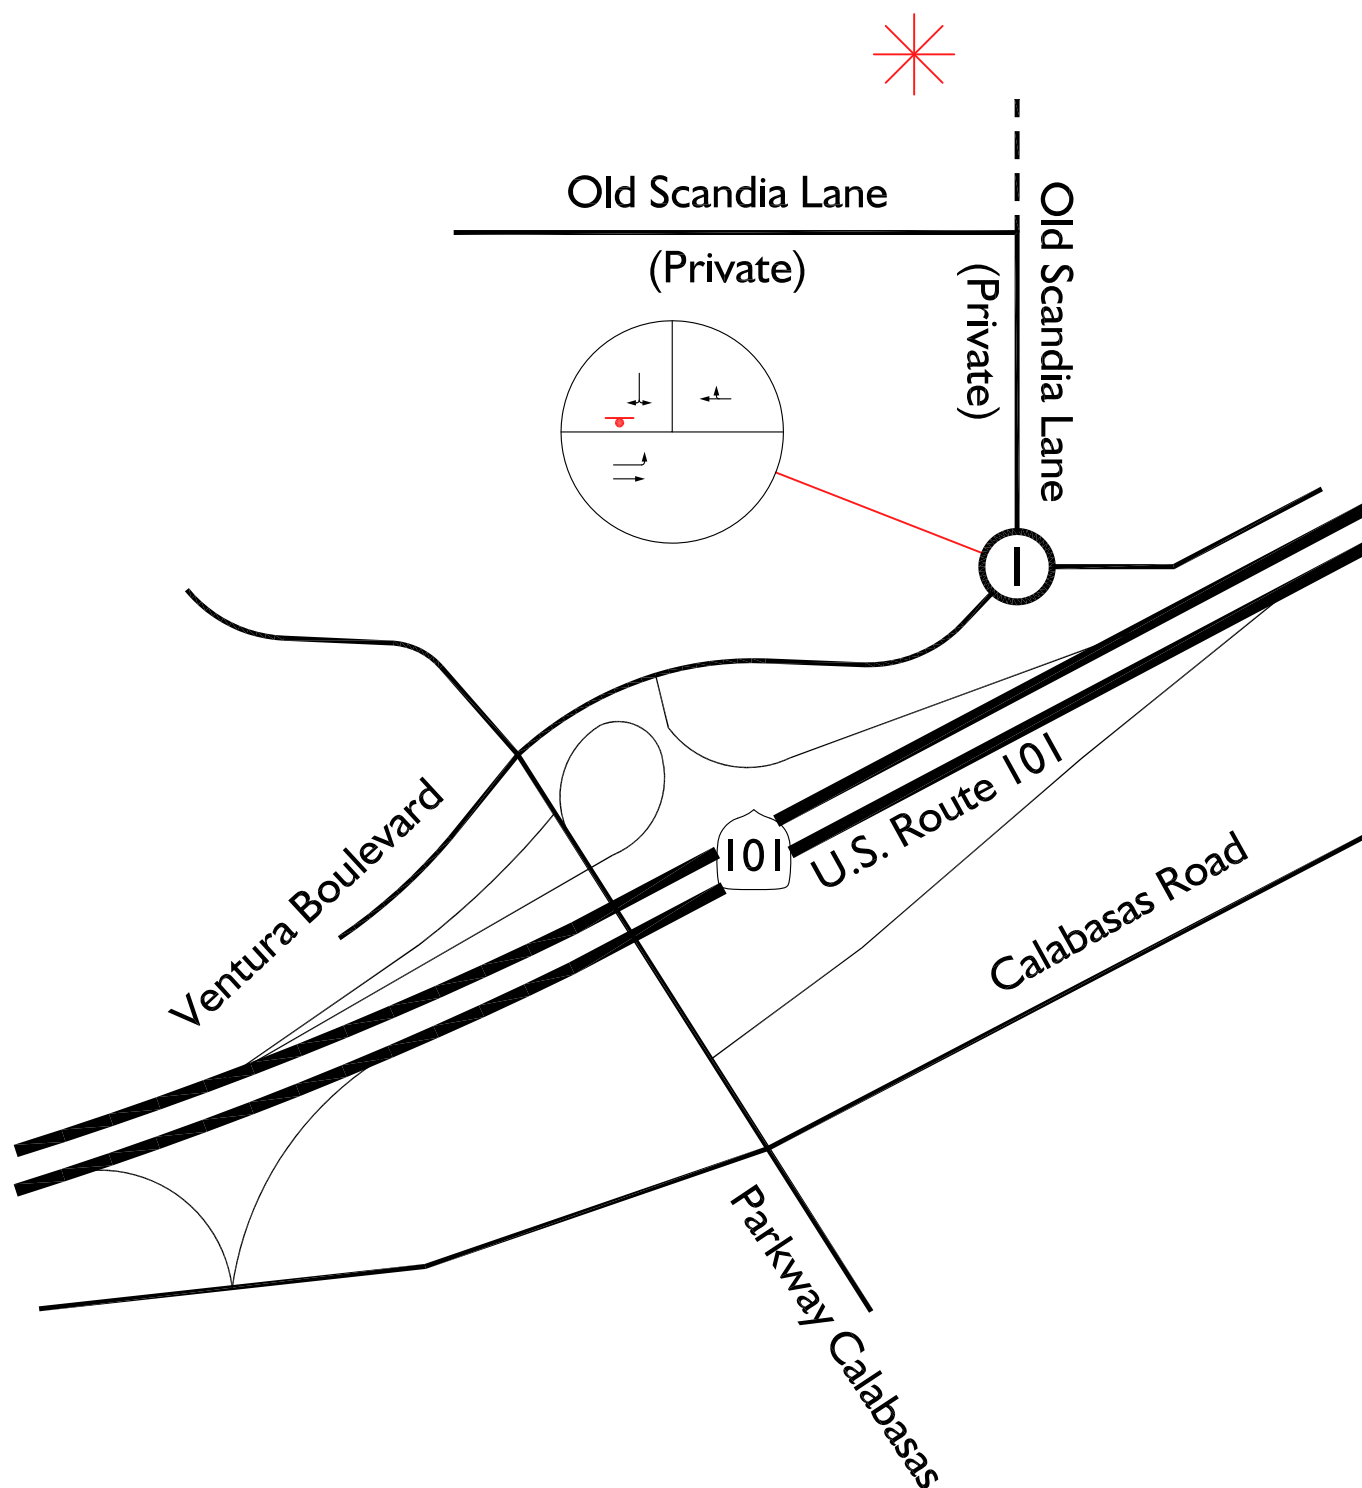 Old Scandia Lane
(Private)
Old Scandia Lane
(Private)
1
Ventura Boulevard
101
U.S. Route 101
Calabasas Road
Parkway Calabasas